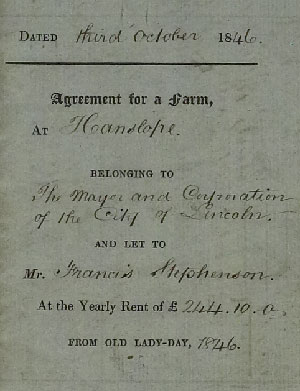 DATED third October 1846.
Agreement for a Farm,
AT Hanslope.
BELONGING TO
The Mayor and Corporation
of the City of Lincoln.
AND LET TO
Mr. Francis Stephenson.
At the Yearly Rent of £ 244.10.0.
FROM OLD LADY-DAY, 1846.